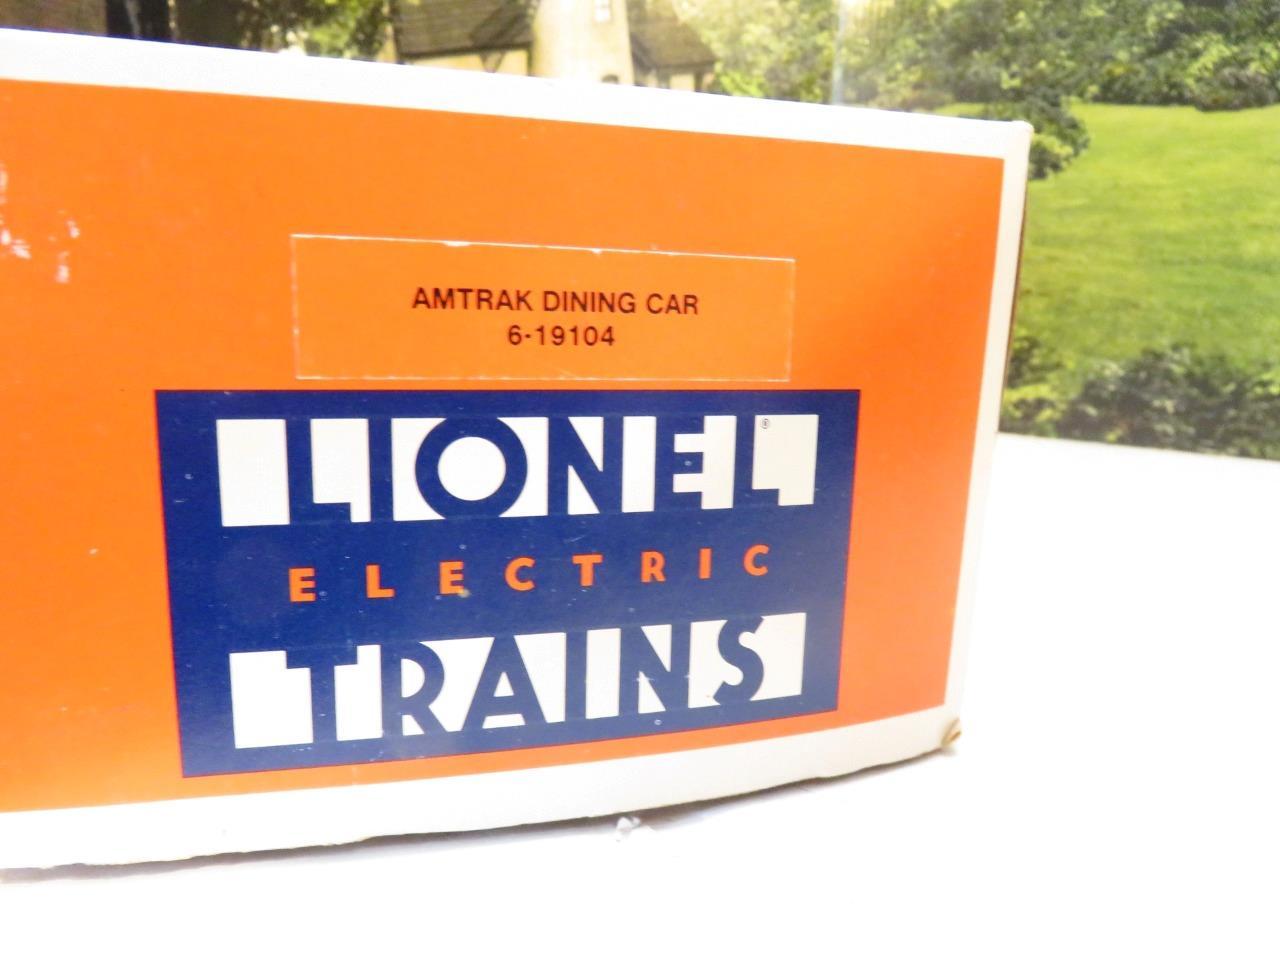 AMTRAK DINING CAR
6-19104
LIONEL®
ELECTRIC
TRAINS